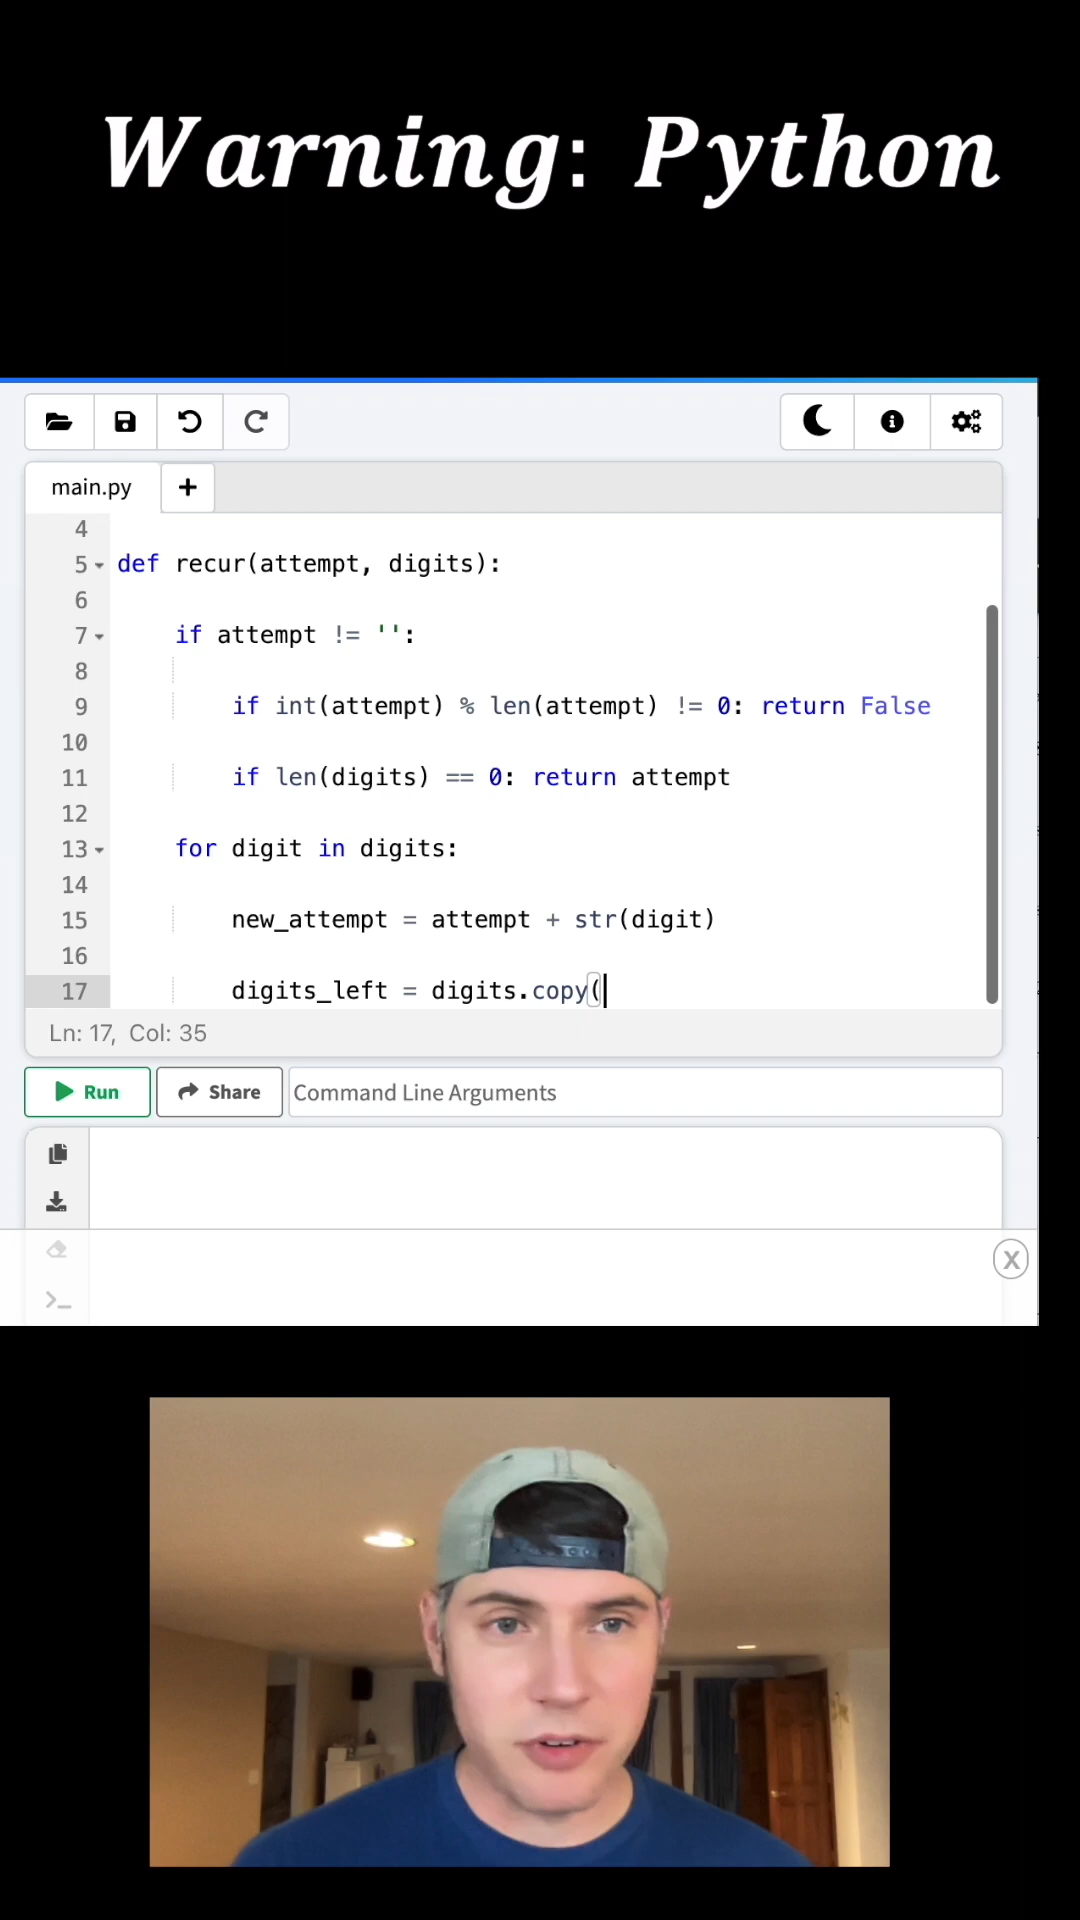 Warning: Python
main.py
+
4
5 def recur(attempt, digits):
6
7 if attempt != '':
8
9 if int(attempt) % len(attempt) != 0: return False
10
11 if len(digits) == 0: return attempt
12
13 for digit in digits:
14
15 new_attempt = attempt + str(digit)
16
17 digits_left = digits.copy(
Ln: 17, Col: 35
Run Share Command Line Arguments
X